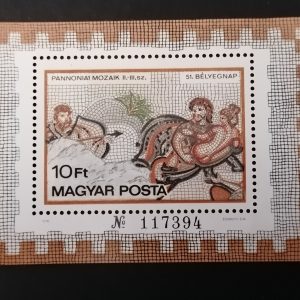 PANNONIAI MOZAIK II.-III.SZ. 51. BÉLYEGNAP
10 Ft
MAGYAR POSTA
№ 117394